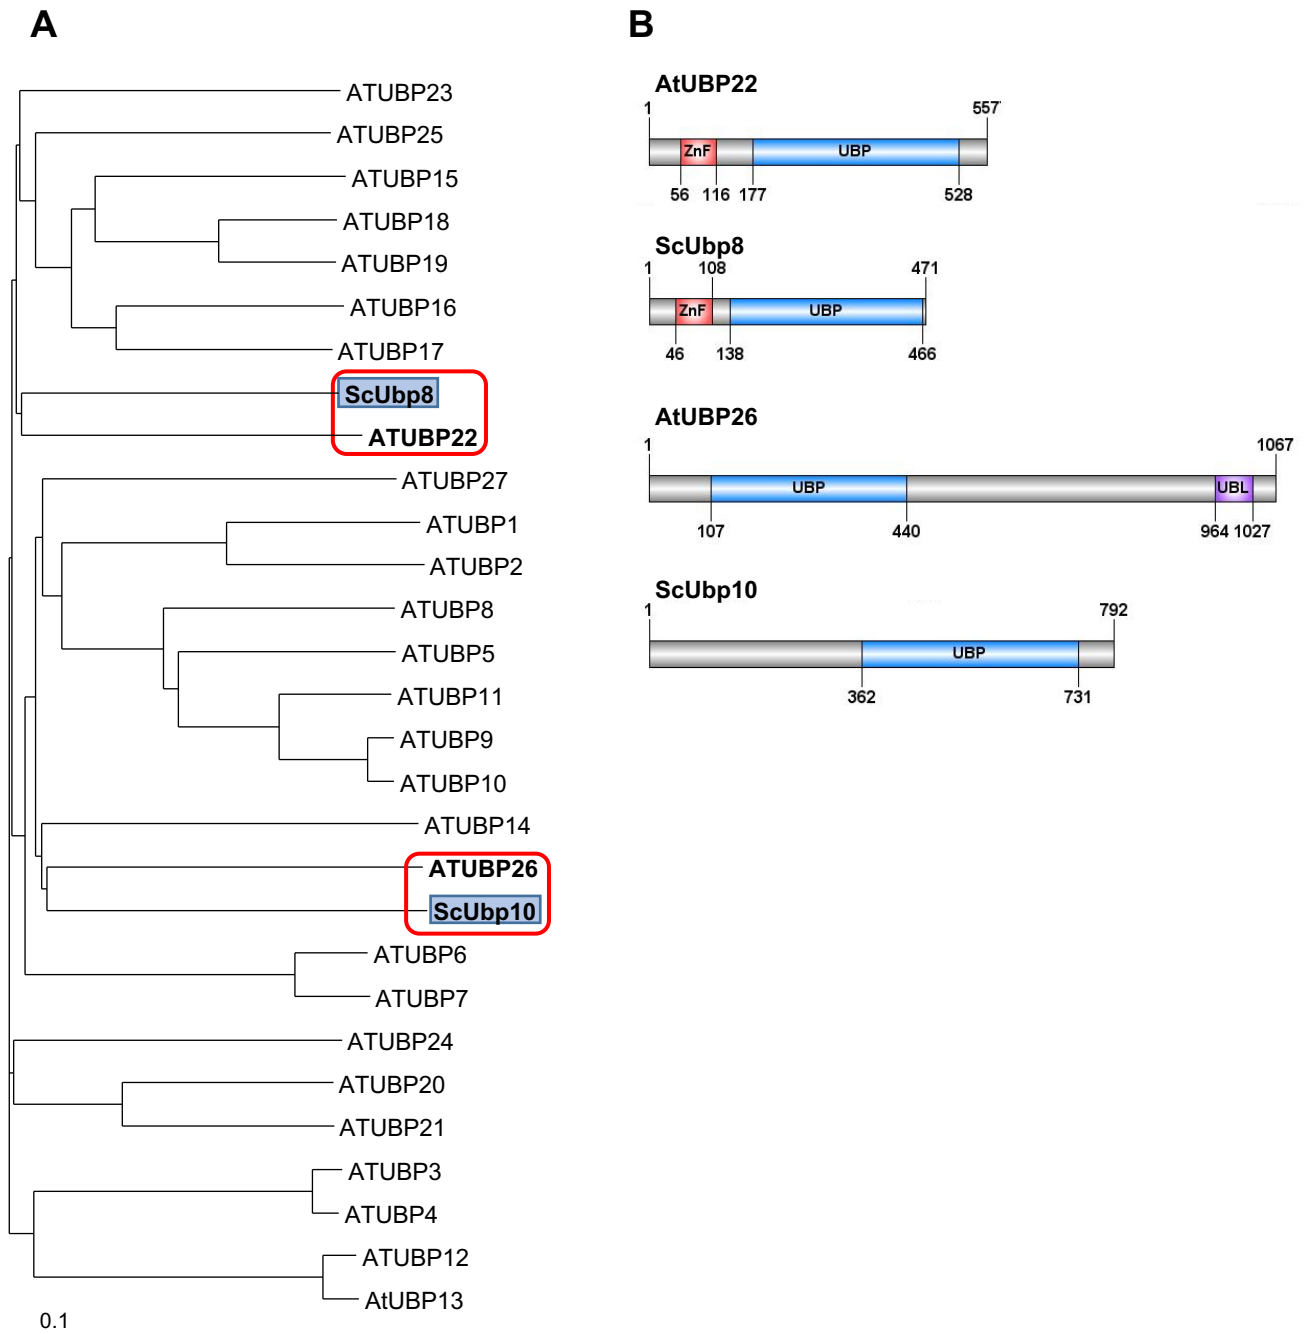 A
ATUBP23
ATUBP25
ATUBP15
ATUBP18
ATUBP19
ATUBP16
ATUBP17
ScUbp8
ATUBP22
ATUBP27
ATUBP1
ATUBP2
ATUBP8
ATUBP5
ATUBP11
ATUBP9
ATUBP10
ATUBP14
ATUBP26
ScUbp10
ATUBP6
ATUBP7
ATUBP24
ATUBP20
ATUBP21
ATUBP3
ATUBP4
ATUBP12
AtUBP13
0.1
B
AtUBP22
1 557
ZnF UBP
56 116 177 528
ScUbp8
1 108 471
ZnF UBP
46 138 466
AtUBP26
1 1067
UBP UBL
107 440 964 1027
ScUbp10
1 792
UBP
362 731